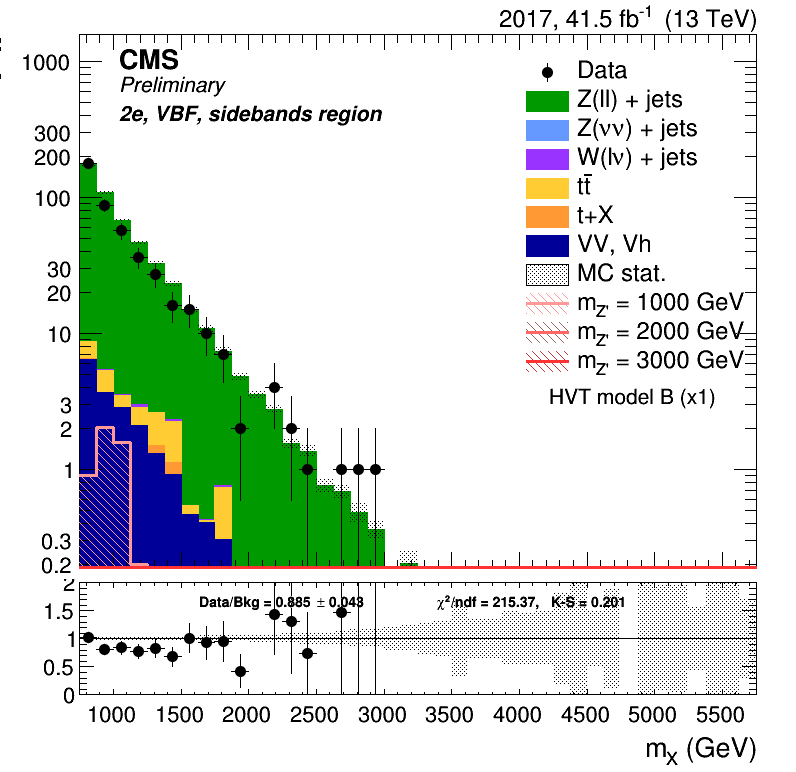 2017, 41.5 fb⁻¹ (13 TeV)
CMS
Preliminary
2e, VBF, sidebands region
Data
Z(ll) + jets
Z(νν) + jets
W(lν) + jets
tt̄
t+X
VV, Vh
MC stat.
m_Z' = 1000 GeV
m_Z' = 2000 GeV
m_Z' = 3000 GeV
HVT model B (x1)
1000
300
200
100
30
20
10
3
2
1
0.3
0.2
Data/Bkg = 0.885 ± 0.043 χ²/ndf = 215.37, K-S = 0.201
2
1.5
1
0.5
0
1000 1500 2000 2500 3000 3500 4000 4500 5000 5500
m_X (GeV)